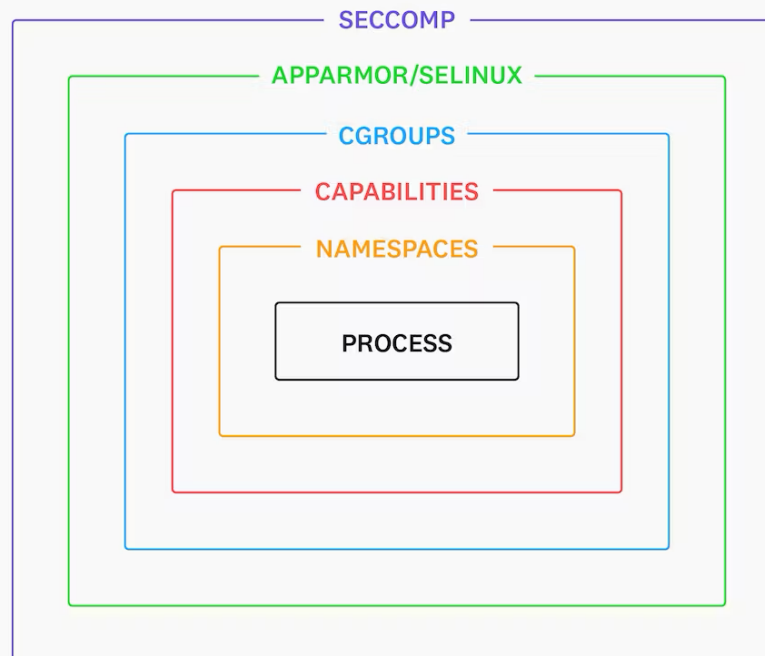 SECCOMP
APPARMOR/SELINUX
CGROUPS
CAPABILITIES
NAMESPACES
PROCESS